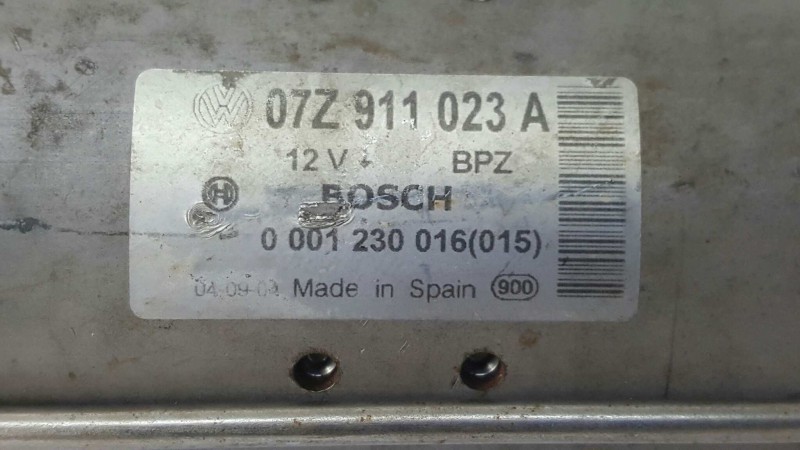 07Z 911 023 A
12 V BPZ
BOSCH
0 001 230 016(015)
Made in Spain 900